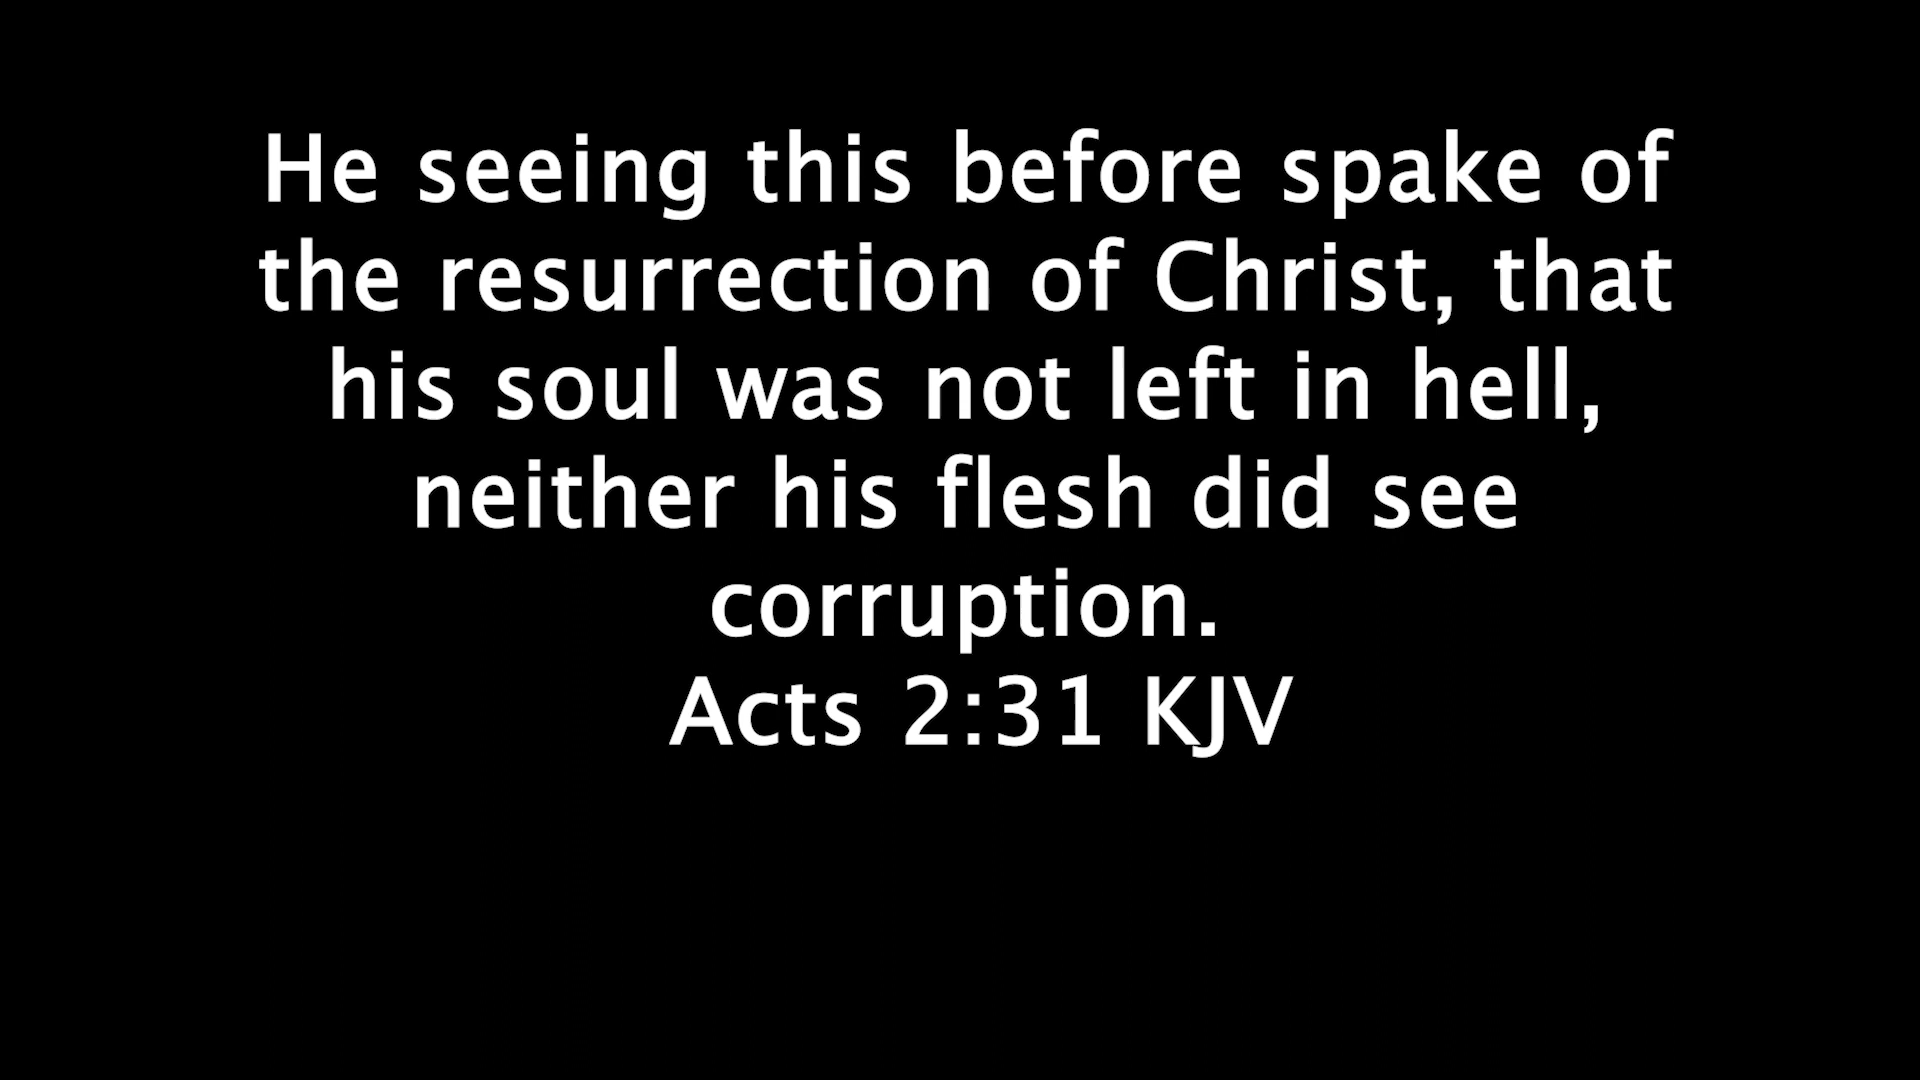 He seeing this before spake of
the resurrection of Christ, that
his soul was not left in hell,
neither his flesh did see
corruption.
Acts 2:31 KJV